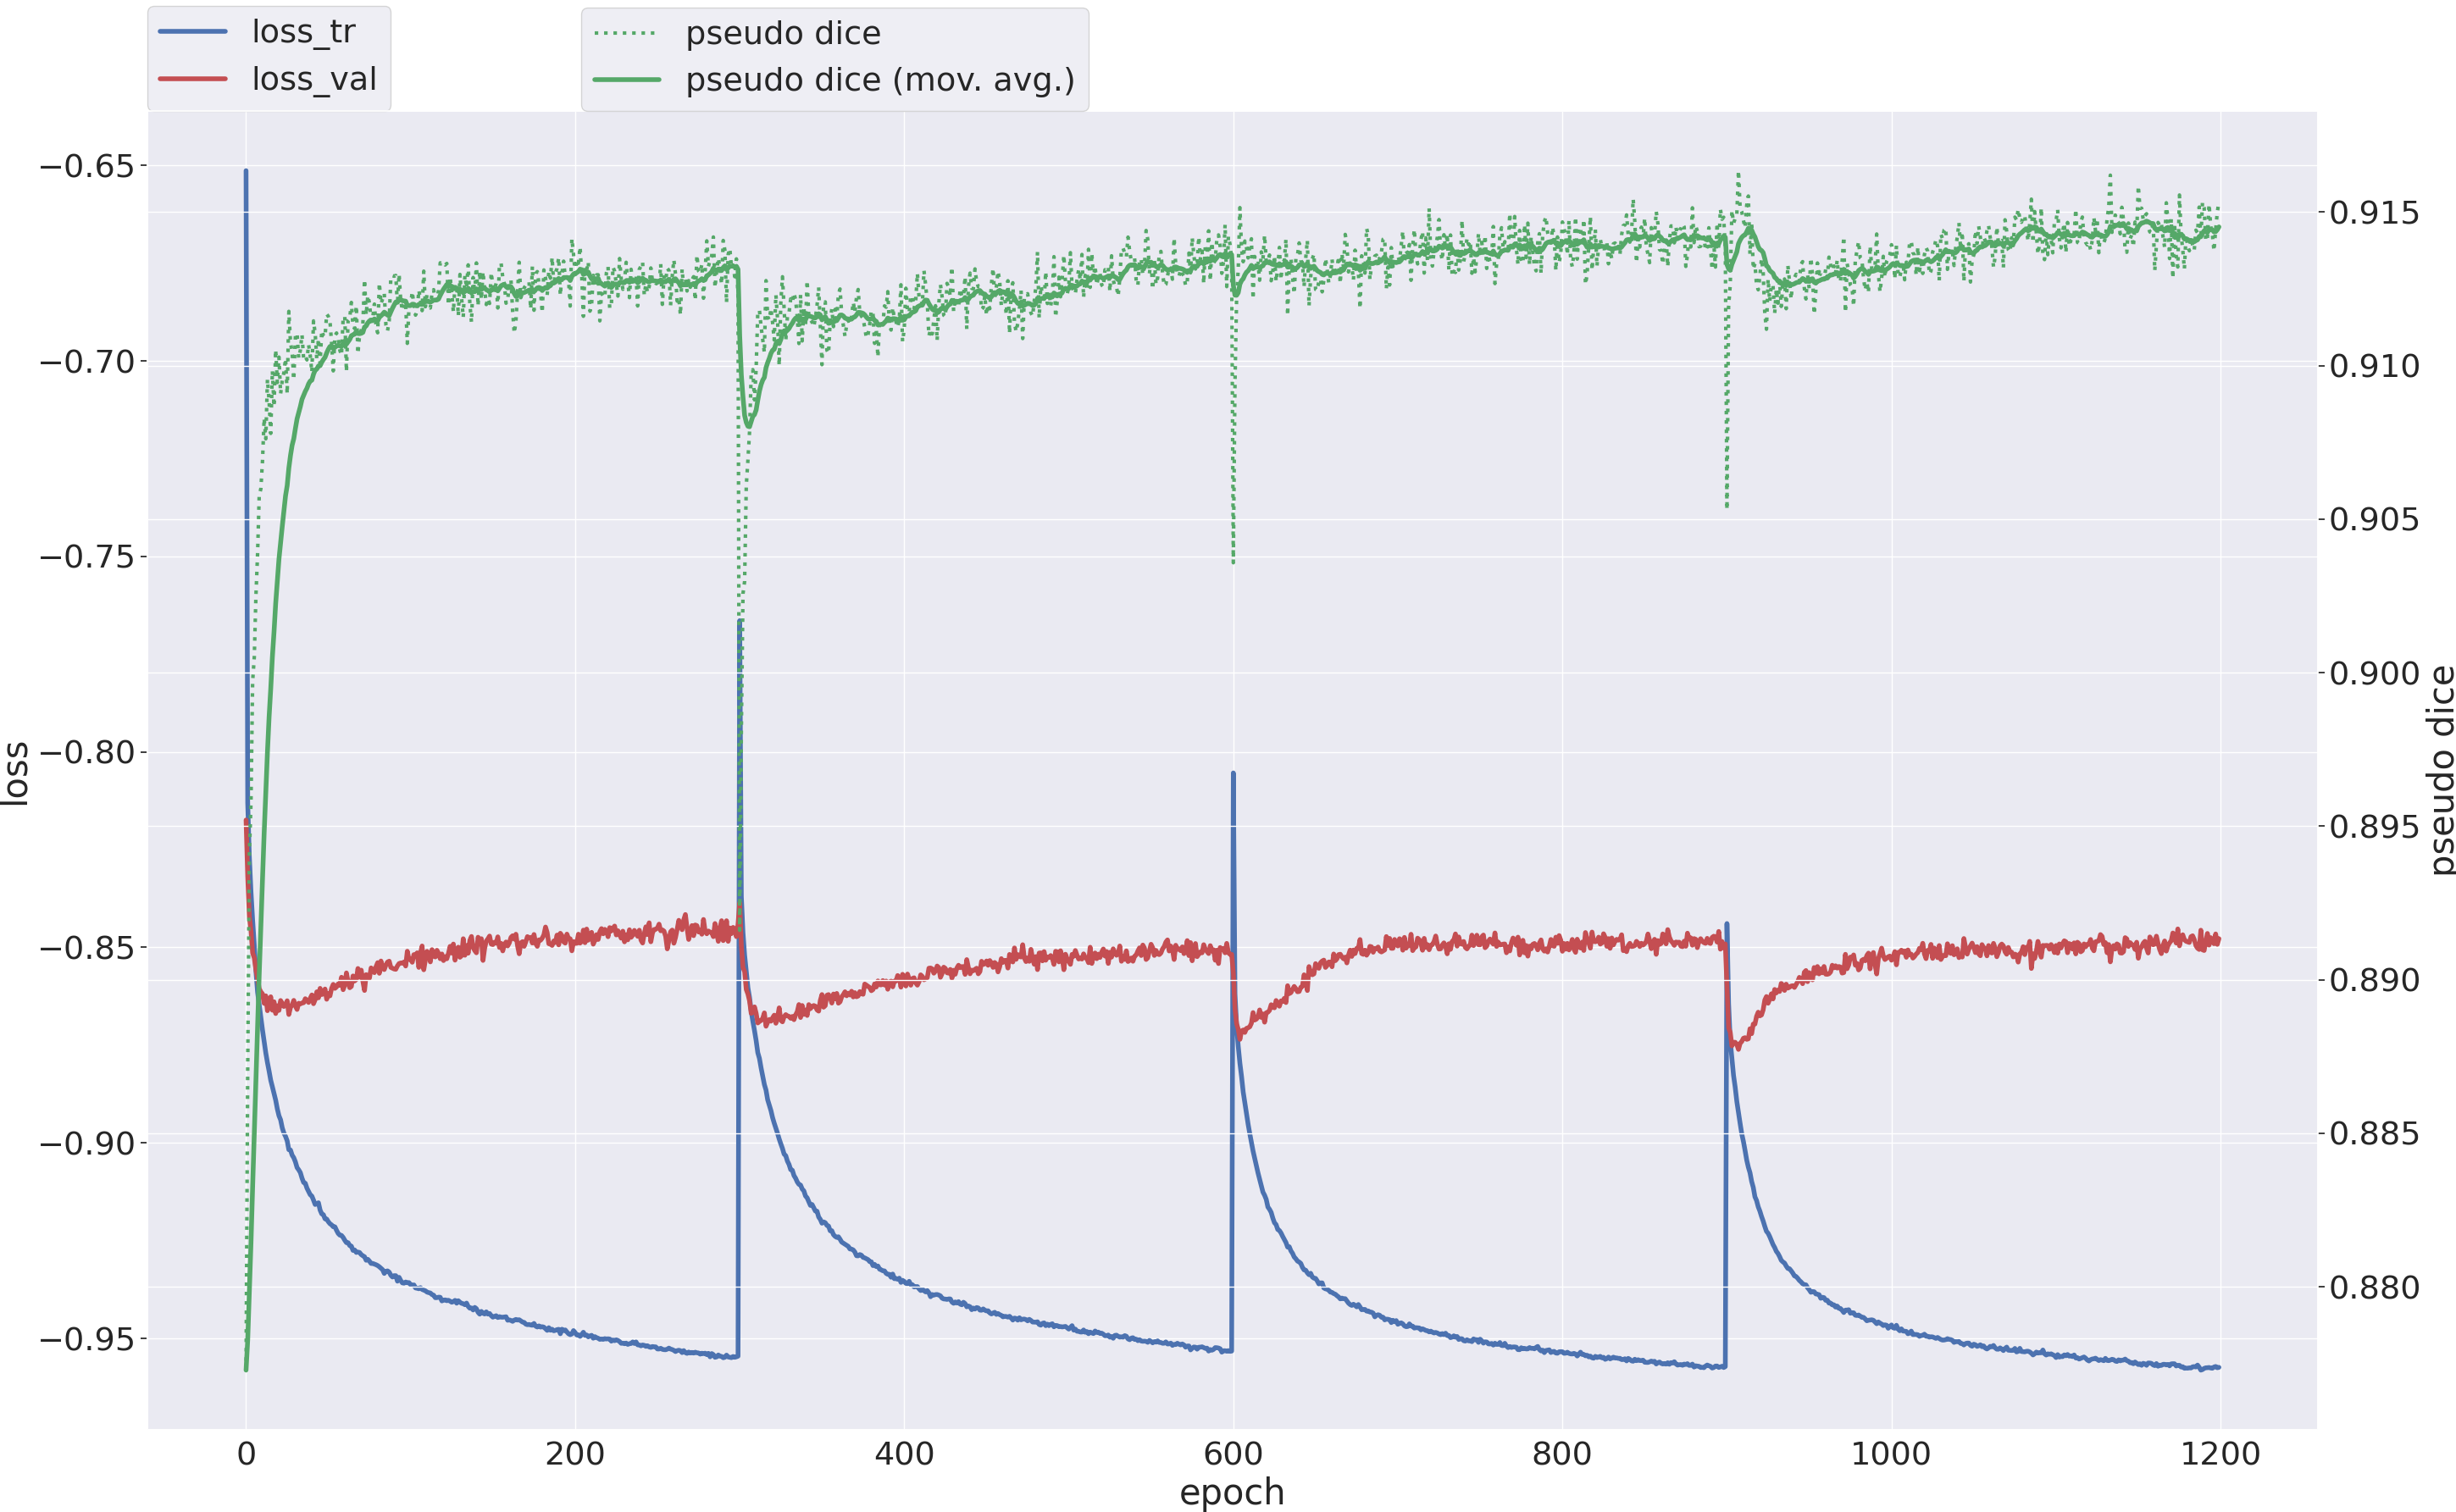 loss_tr
loss_val
pseudo dice
pseudo dice (mov. avg.)
−0.65
−0.70
−0.75
−0.80
−0.85
−0.90
−0.95
loss
0.915
0.910
0.905
0.900
0.895
0.890
0.885
0.880
pseudo dice
0 200 400 600 800 1000 1200
epoch